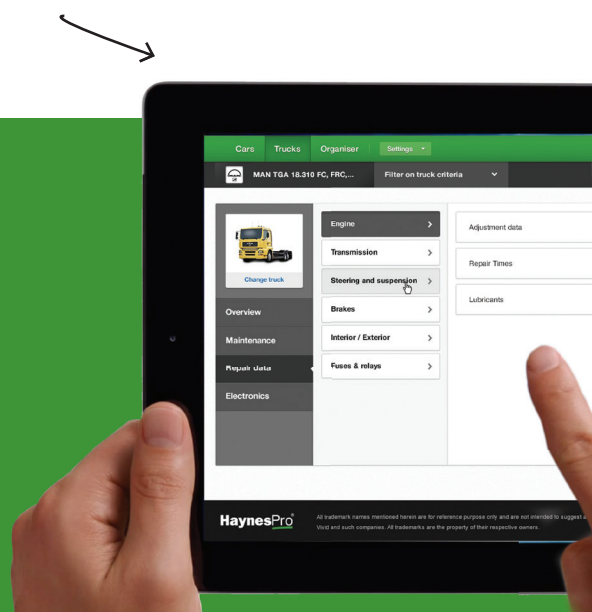 Cars Trucks Organiser Settings
MAN TGA 18.310 FC, FRC,... Filter on truck criteria
Change truck
Overview
Maintenance
Repair data
Electronics
Engine
Transmission
Steering and suspension
Brakes
Interior / Exterior
Fuses & relays
Adjustment data
Repair Times
Lubricants
HaynesPro
All trademark names mentioned herein are for reference purpose only and are not intended to suggest a
Vivid and such companies. All trademarks are the property of their respective owners.